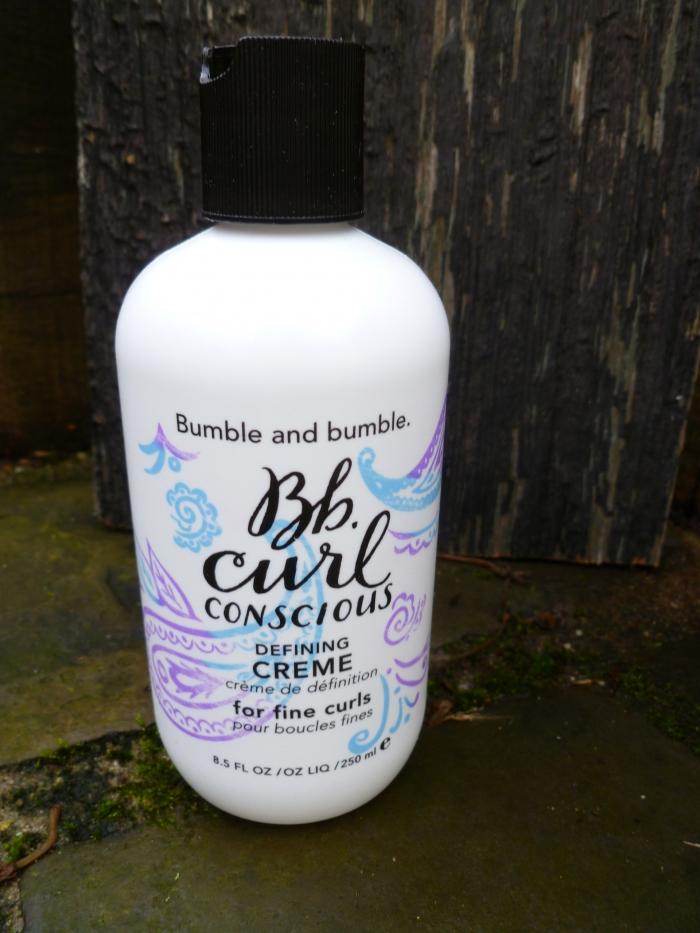 Bumble and bumble.
Bb.
curl
CONSCIOUS
DEFINING
CREME
crème de définition
for fine curls
pour boucles fines
8.5 FL OZ / OZ LIQ / 250 ml e